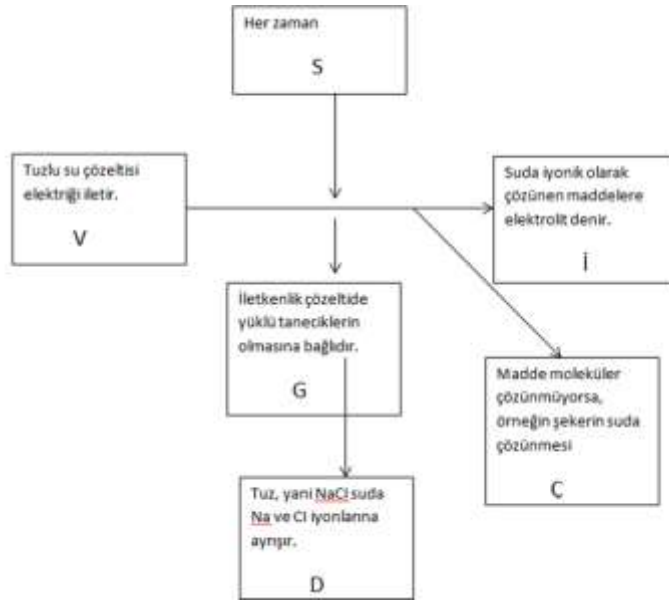 Her zaman
S
Tuzlu su çözeltisi
elektriği iletir.
V
Suda iyonik olarak
çözünen maddelere
elektrolit denir.
İ
İletkenlik çözeltide
yüklü taneciklerin
olmasına bağlıdır.
G
Madde moleküler
çözünmüyorsa,
örneğin şekerin suda
çözünmesi
Ç
Tuz, yani NaCl suda
Na ve Cl iyonlarına
ayrışır.
D